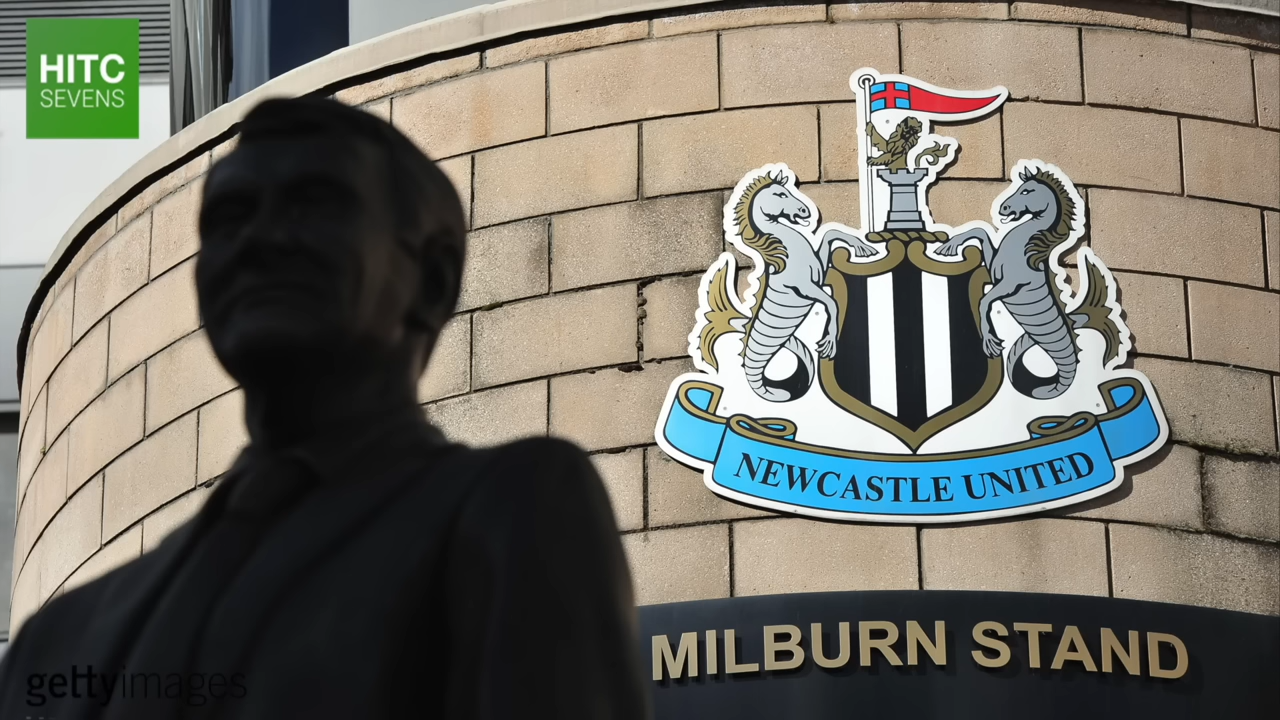 HITC
SEVENS
NEWCASTLE UNITED
MILBURN STAND
gettyimages